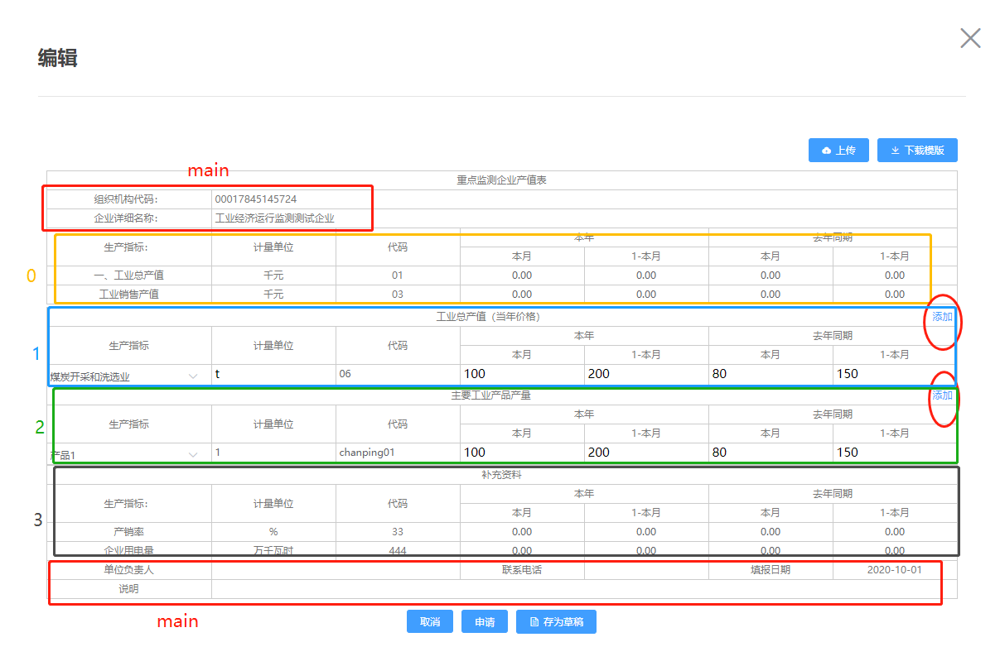 编辑
上传 下载模版
main
重点监测企业产值表
组织机构代码: 00017845145724
企业详细名称: 工业经济运行监测测试企业
生产指标: 计量单位 代码 本年 去年同期
本月 1-本月 本月 1-本月
0
一、工业总产值 千元 01 0.00 0.00 0.00 0.00
工业销售产值 千元 03 0.00 0.00 0.00 0.00
工业总产值（当年价格） 添加
生产指标 计量单位 代码 本年 去年同期
本月 1-本月 本月 1-本月
1
煤炭开采和洗选业 t 06 100 200 80 150
主要工业产品产量 添加
生产指标 计量单位 代码 本年 去年同期
本月 1-本月 本月 1-本月
2
产品1 1 chanping01 100 200 80 150
补充资料
生产指标: 计量单位 代码 本年 去年同期
本月 1-本月 本月 1-本月
3
产销率 % 33 0.00 0.00 0.00 0.00
企业用电量 万千瓦时 444 0.00 0.00 0.00 0.00
单位负责人 联系电话 填报日期 2020-10-01
说明
main
取消 申请 存为草稿